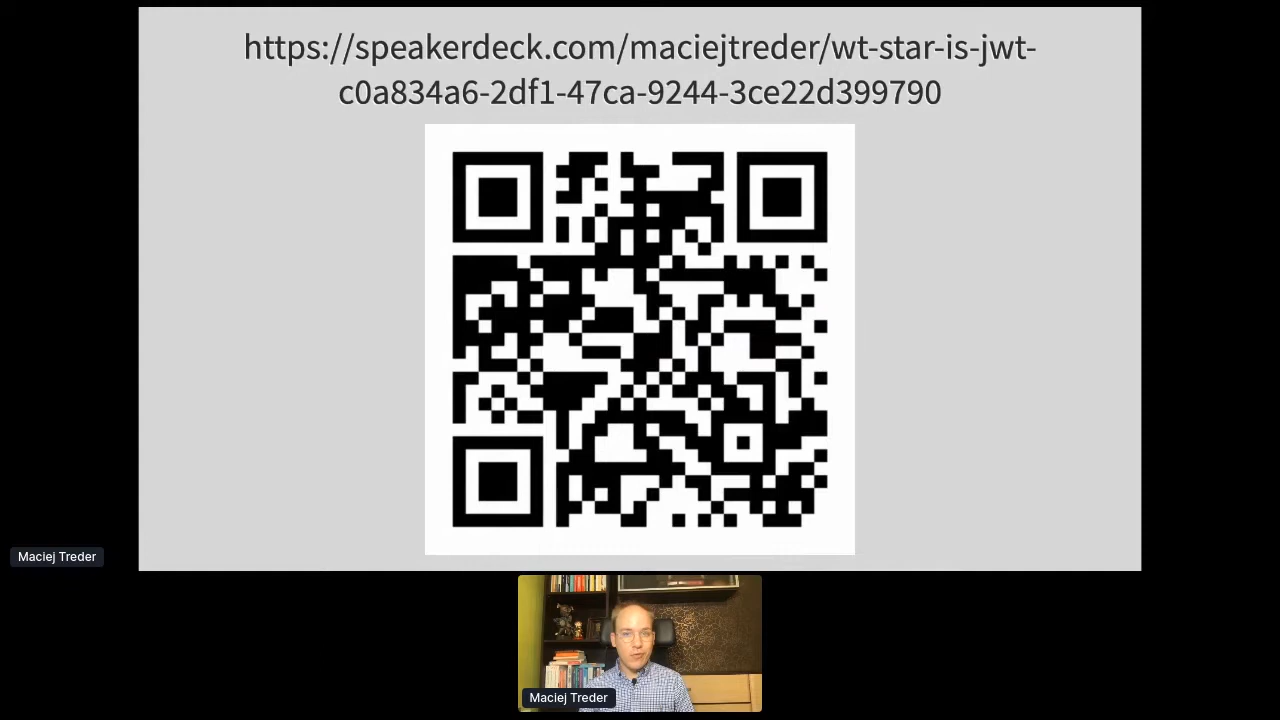 https://speakerdeck.com/maciejtreder/wt-star-is-jwt-
c0a834a6-2df1-47ca-9244-3ce22d399790
Maciej Treder
Maciej Treder